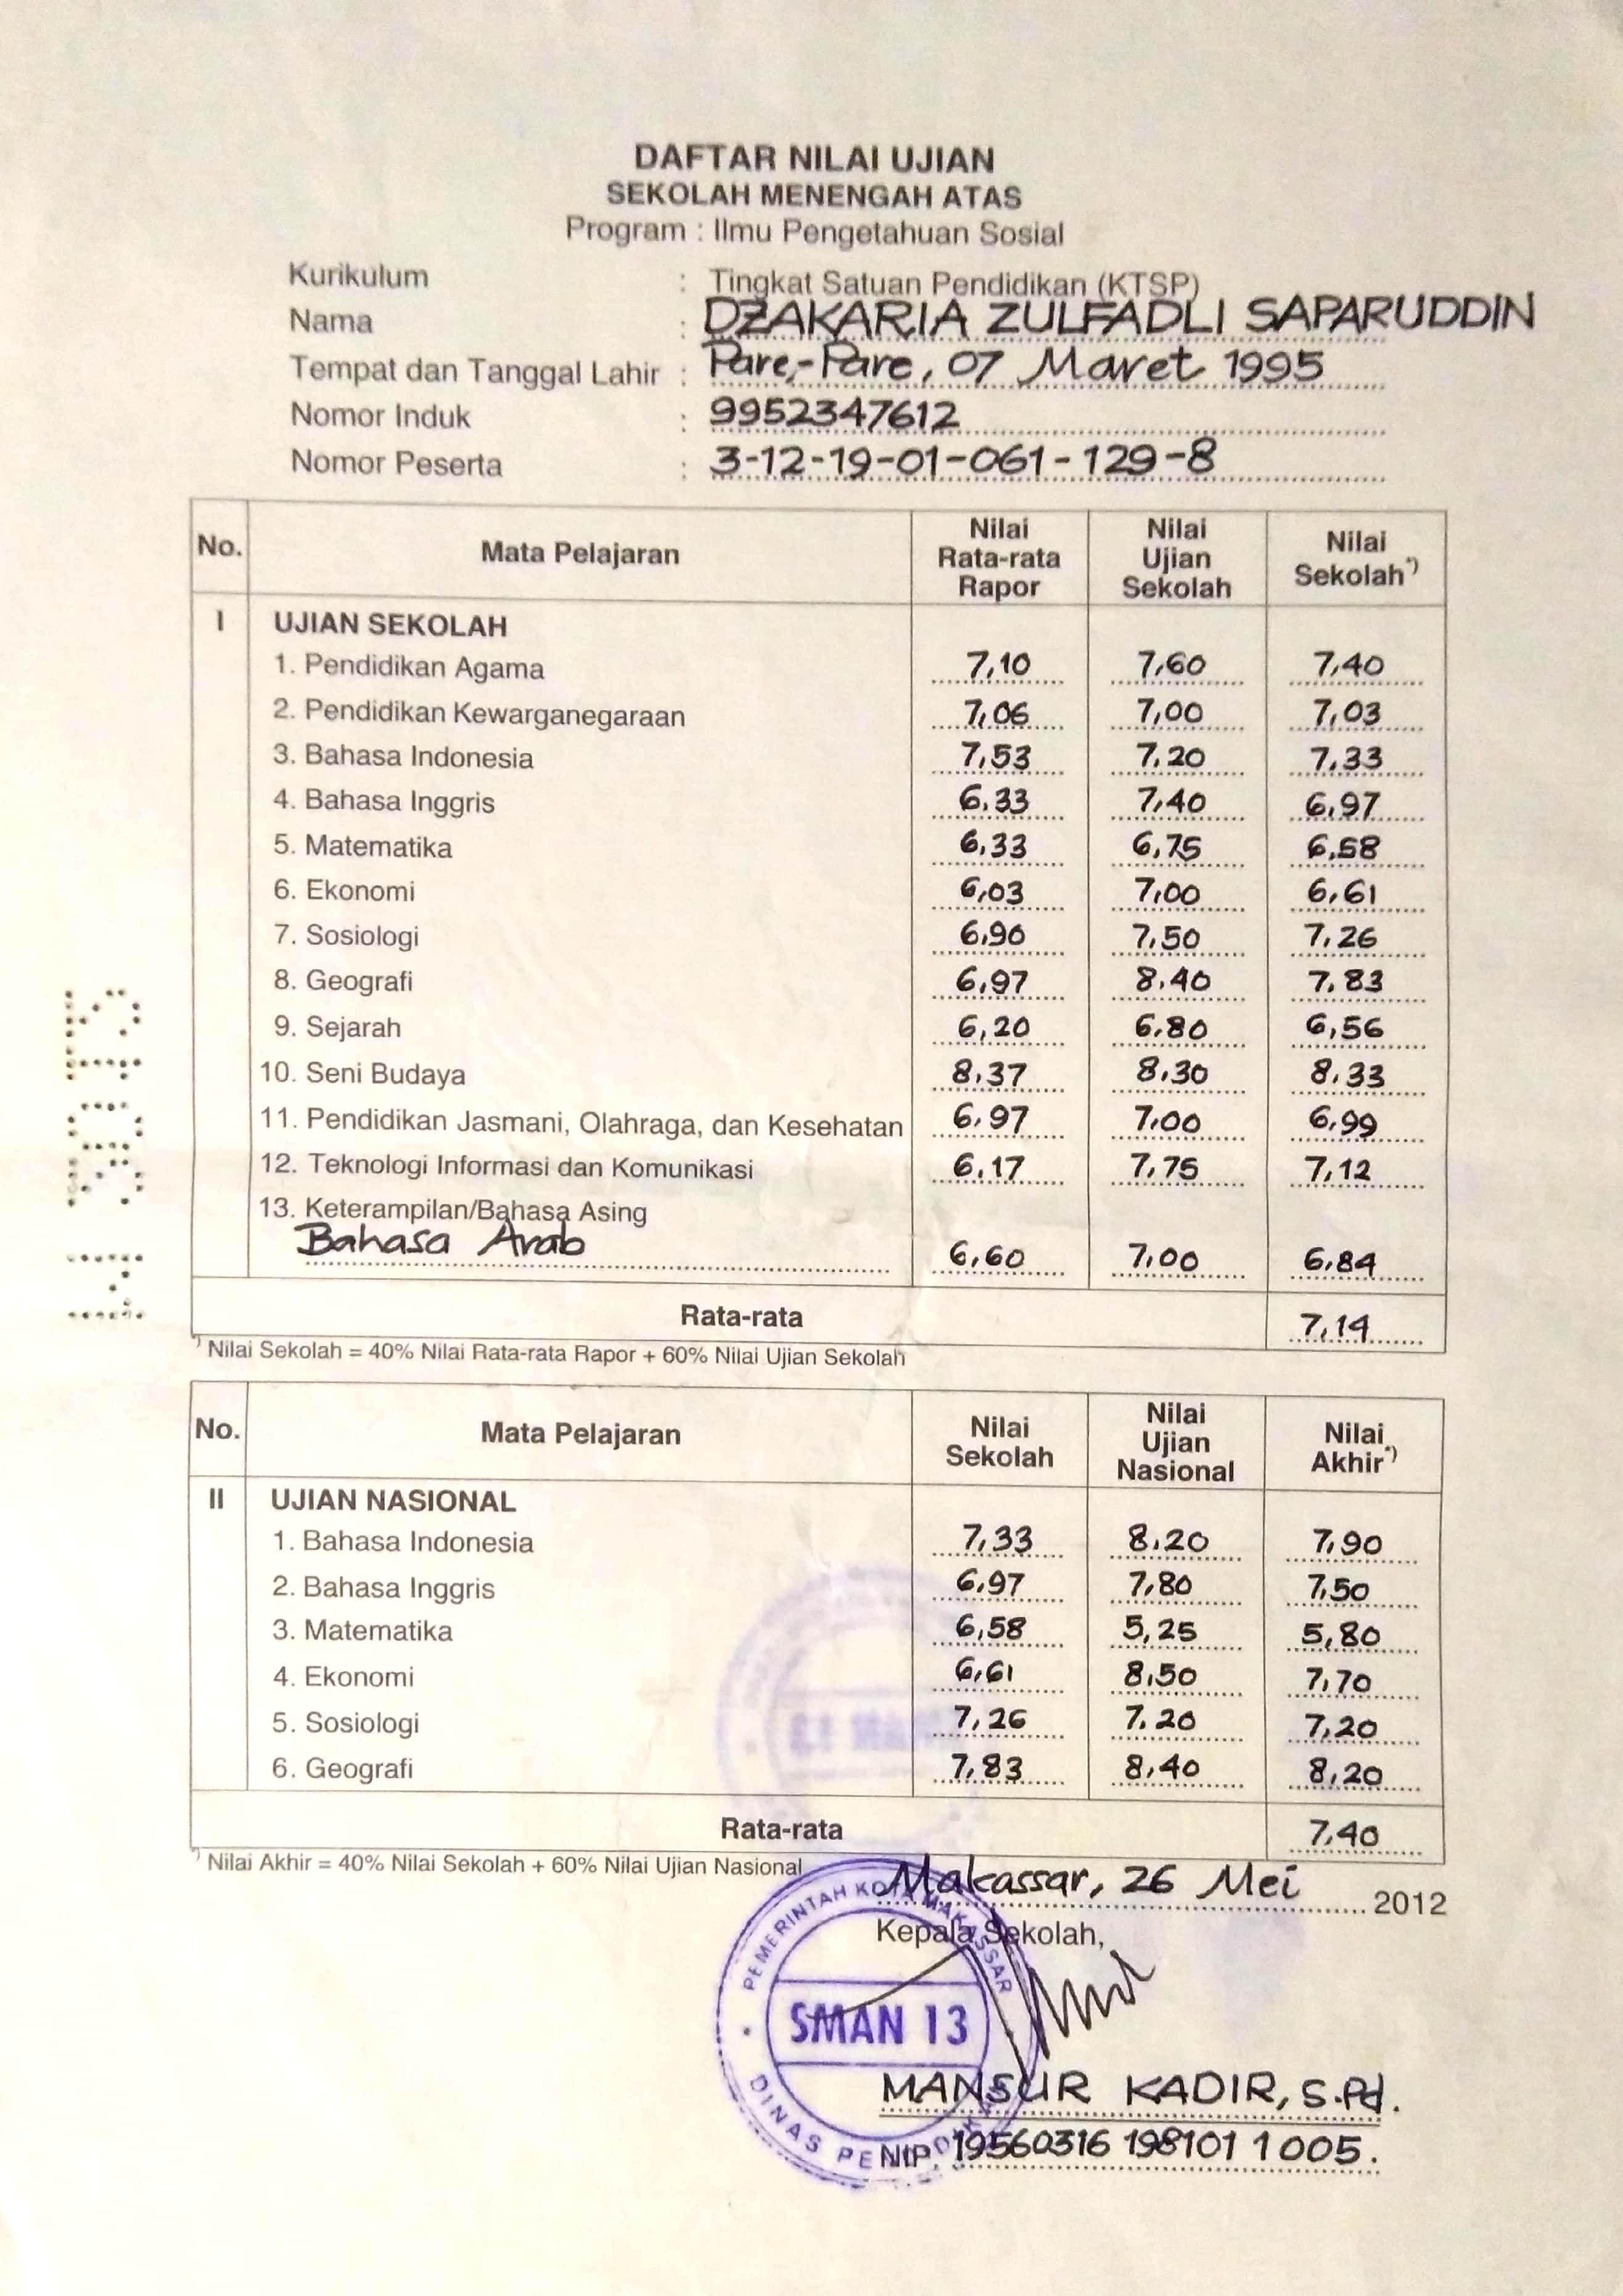 DAFTAR NILAI UJIAN
SEKOLAH MENENGAH ATAS
Program : Ilmu Pengetahuan Sosial
Kurikulum : Tingkat Satuan Pendidikan (KTSP)
Nama : DZAKARIA ZULFADLI SAPARUDDIN
Tempat dan Tanggal Lahir : Pare-Pare, 07 Maret 1995
Nomor Induk : 9952347612
Nomor Peserta : 3-12-19-01-061-129-8
No. Mata Pelajaran Nilai Rata-rata Rapor Nilai Ujian Sekolah Nilai Sekolah*)
I UJIAN SEKOLAH
1. Pendidikan Agama 7,10 7,60 7,40
2. Pendidikan Kewarganegaraan 7,06 7,00 7,03
3. Bahasa Indonesia 7,53 7,20 7,33
4. Bahasa Inggris 6,33 7,40 6,97
5. Matematika 6,33 6,75 6,58
6. Ekonomi 6,03 7,00 6,61
7. Sosiologi 6,90 7,50 7,26
8. Geografi 6,97 8,40 7,83
9. Sejarah 6,20 6,80 6,56
10. Seni Budaya 8,37 8,30 8,33
11. Pendidikan Jasmani, Olahraga, dan Kesehatan 6,97 7,00 6,99
12. Teknologi Informasi dan Komunikasi 6,17 7,75 7,12
13. Keterampilan/Bahasa Asing
Bahasa Arab 6,60 7,00 6,84
Rata-rata 7,14
*) Nilai Sekolah = 40% Nilai Rata-rata Rapor + 60% Nilai Ujian Sekolah
No. Mata Pelajaran Nilai Sekolah Nilai Ujian Nasional Nilai Akhir*)
II UJIAN NASIONAL
1. Bahasa Indonesia 7,33 8,20 7,90
2. Bahasa Inggris 6,97 7,80 7,50
3. Matematika 6,58 5,25 5,80
4. Ekonomi 6,61 8,50 7,70
5. Sosiologi 7,26 7,20 7,20
6. Geografi 7,83 8,40 8,20
Rata-rata 7,40
*) Nilai Akhir = 40% Nilai Sekolah + 60% Nilai Ujian Nasional
Makassar, 26 Mei 2012
Kepala Sekolah,
PEMERINTAH KOTA MAKASSAR
SMAN 13
DINAS PENDIDIKAN
MANSUR KADIR, S.Pd.
NIP. 19560316 198101 1 005.